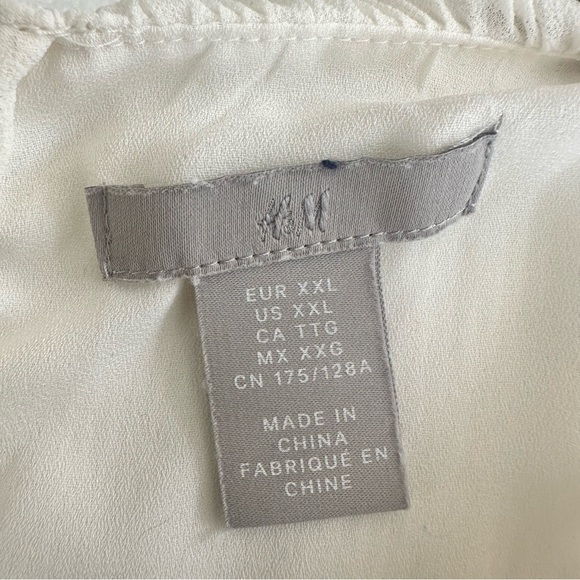 H&M
EUR XXL
US XXL
CA TTG
MX XXG
CN 175/128A
MADE IN
CHINA
FABRIQUÉ EN
CHINE